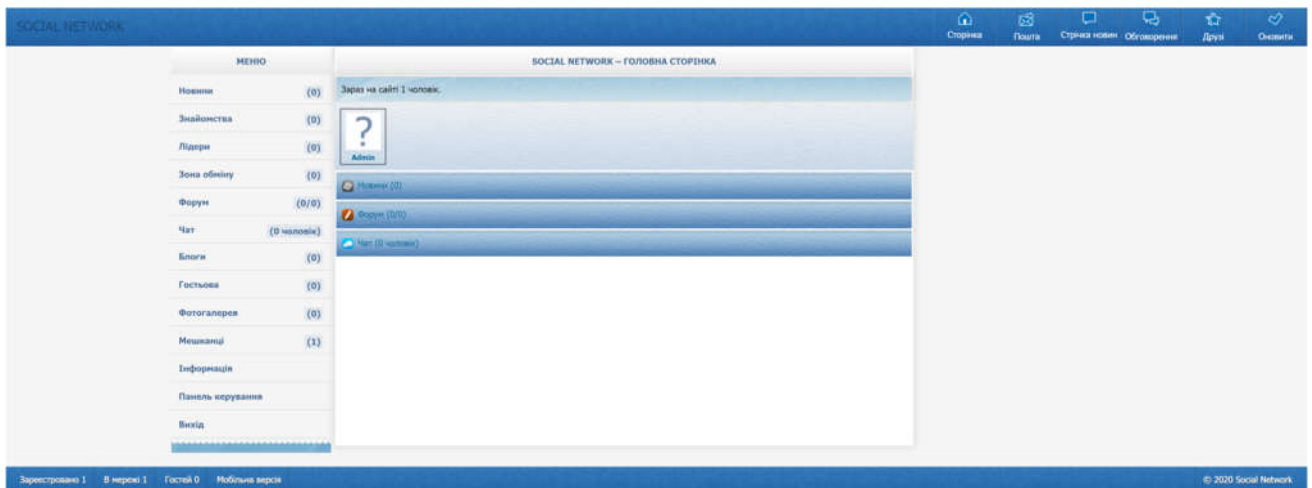 SOCIAL NETWORK
Сторінка
Пошта
Стрічка новин
Обговорення
Друзі
Оновити
МЕНЮ
Новини (0)
Знайомства (0)
Лідери (0)
Зона обміну (0)
Форум (0/0)
Чат (0 чоловік)
Блоги (0)
Гостьова (0)
Фотогалерея (0)
Мешканці (1)
Інформація
Панель керування
Вихід
SOCIAL NETWORK – ГОЛОВНА СТОРІНКА
Зараз на сайті 1 чоловік.
?
Admin
Новини (0)
Форум (0/0)
Чат (0 чоловік)
Зареєстровано 1 В мережі 1 Гостей 0 Мобільна версія
© 2020 Social Network